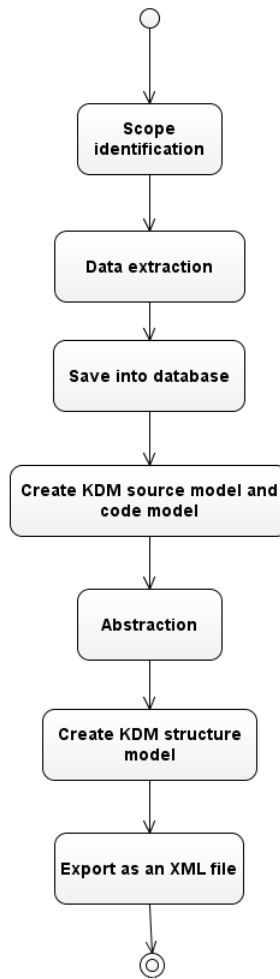 Scope
identification
Data extraction
Save into database
Create KDM source model and
code model
Abstraction
Create KDM structure
model
Export as an XML file